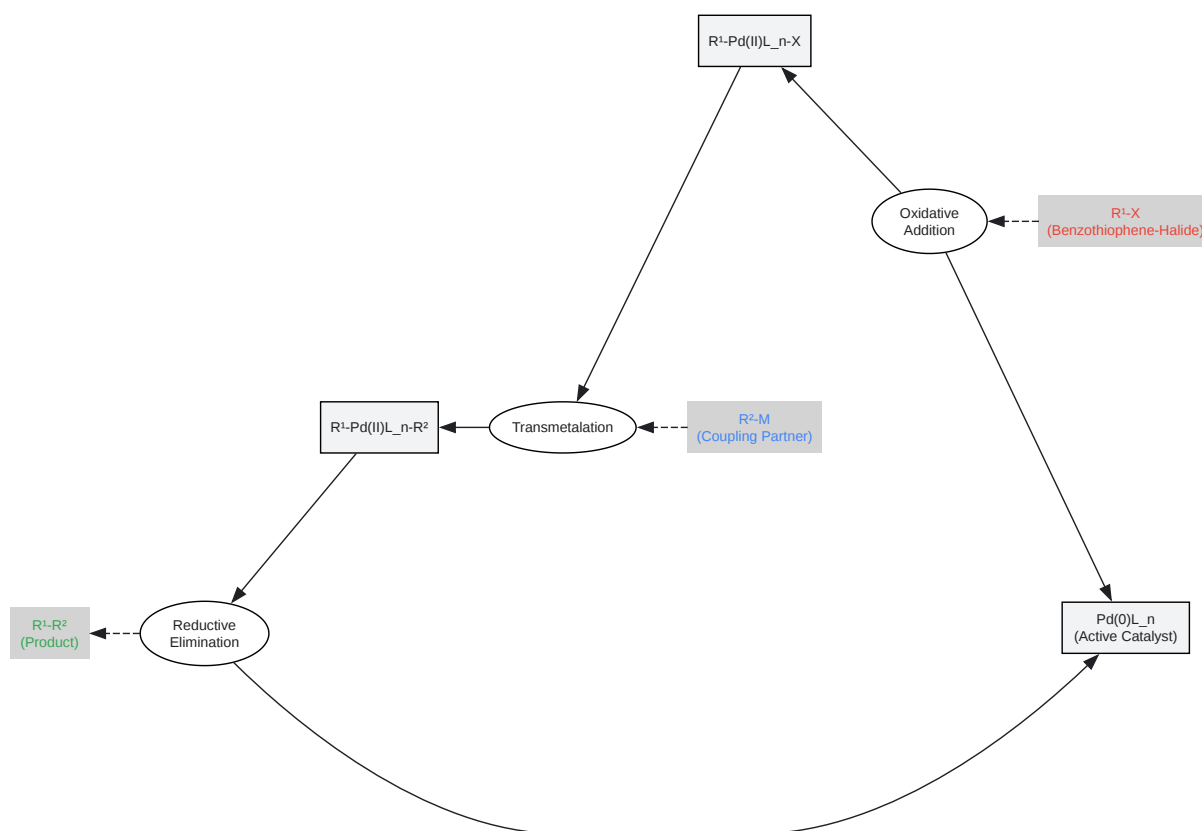 R¹-Pd(II)L_n-X
Oxidative
Addition
R¹-X
(Benzothiophene-Halide)
R¹-Pd(II)L_n-R²
Transmetalation
R²-M
(Coupling Partner)
R¹-R²
(Product)
Reductive
Elimination
Pd(0)L_n
(Active Catalyst)